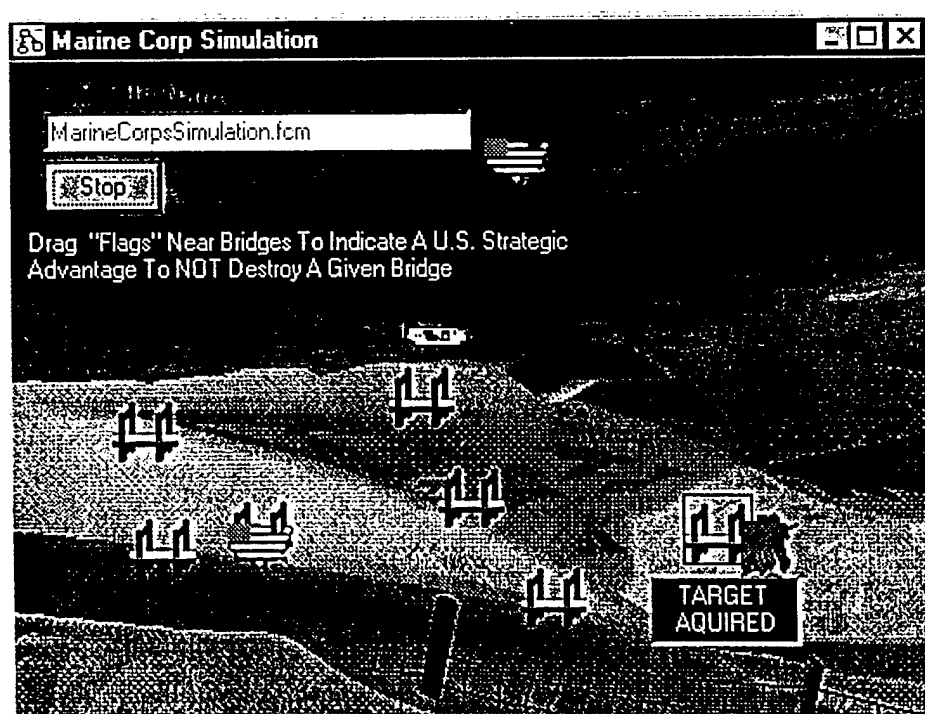 Marine Corp Simulation
MarineCorpsSimulation.fcm
Stop
Drag "Flags" Near Bridges To Indicate A U.S. Strategic
Advantage To NOT Destroy A Given Bridge
TARGET
AQUIRED